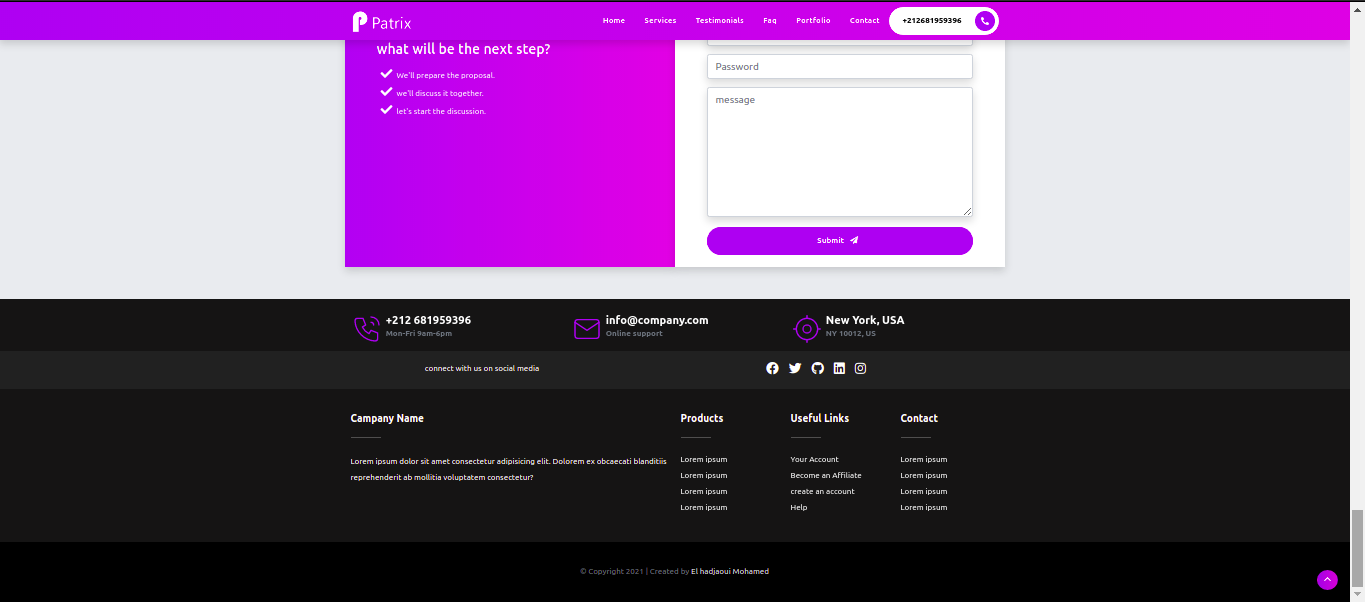 Patrix
Home Services Testimonials Faq Portfolio Contact +212681959396
what will be the next step?
We'll prepare the proposal.
we'll discuss it together.
let's start the discussion.
Password
message
Submit
+212 681959396
Mon-Fri 9am-6pm
info@company.com
Online support
New York, USA
NY 10012, US
connect with us on social media
Campany Name
Lorem ipsum dolor sit amet consectetur adipisicing elit. Dolorem ex obcaecati blanditiis
reprehenderit ab mollitia voluptatem consectetur?
Products
Lorem ipsum
Lorem ipsum
Lorem ipsum
Lorem ipsum
Useful Links
Your Account
Become an Affiliate
create an account
Help
Contact
Lorem ipsum
Lorem ipsum
Lorem ipsum
Lorem ipsum
© Copyright 2021 | Created by El hadjaoui Mohamed